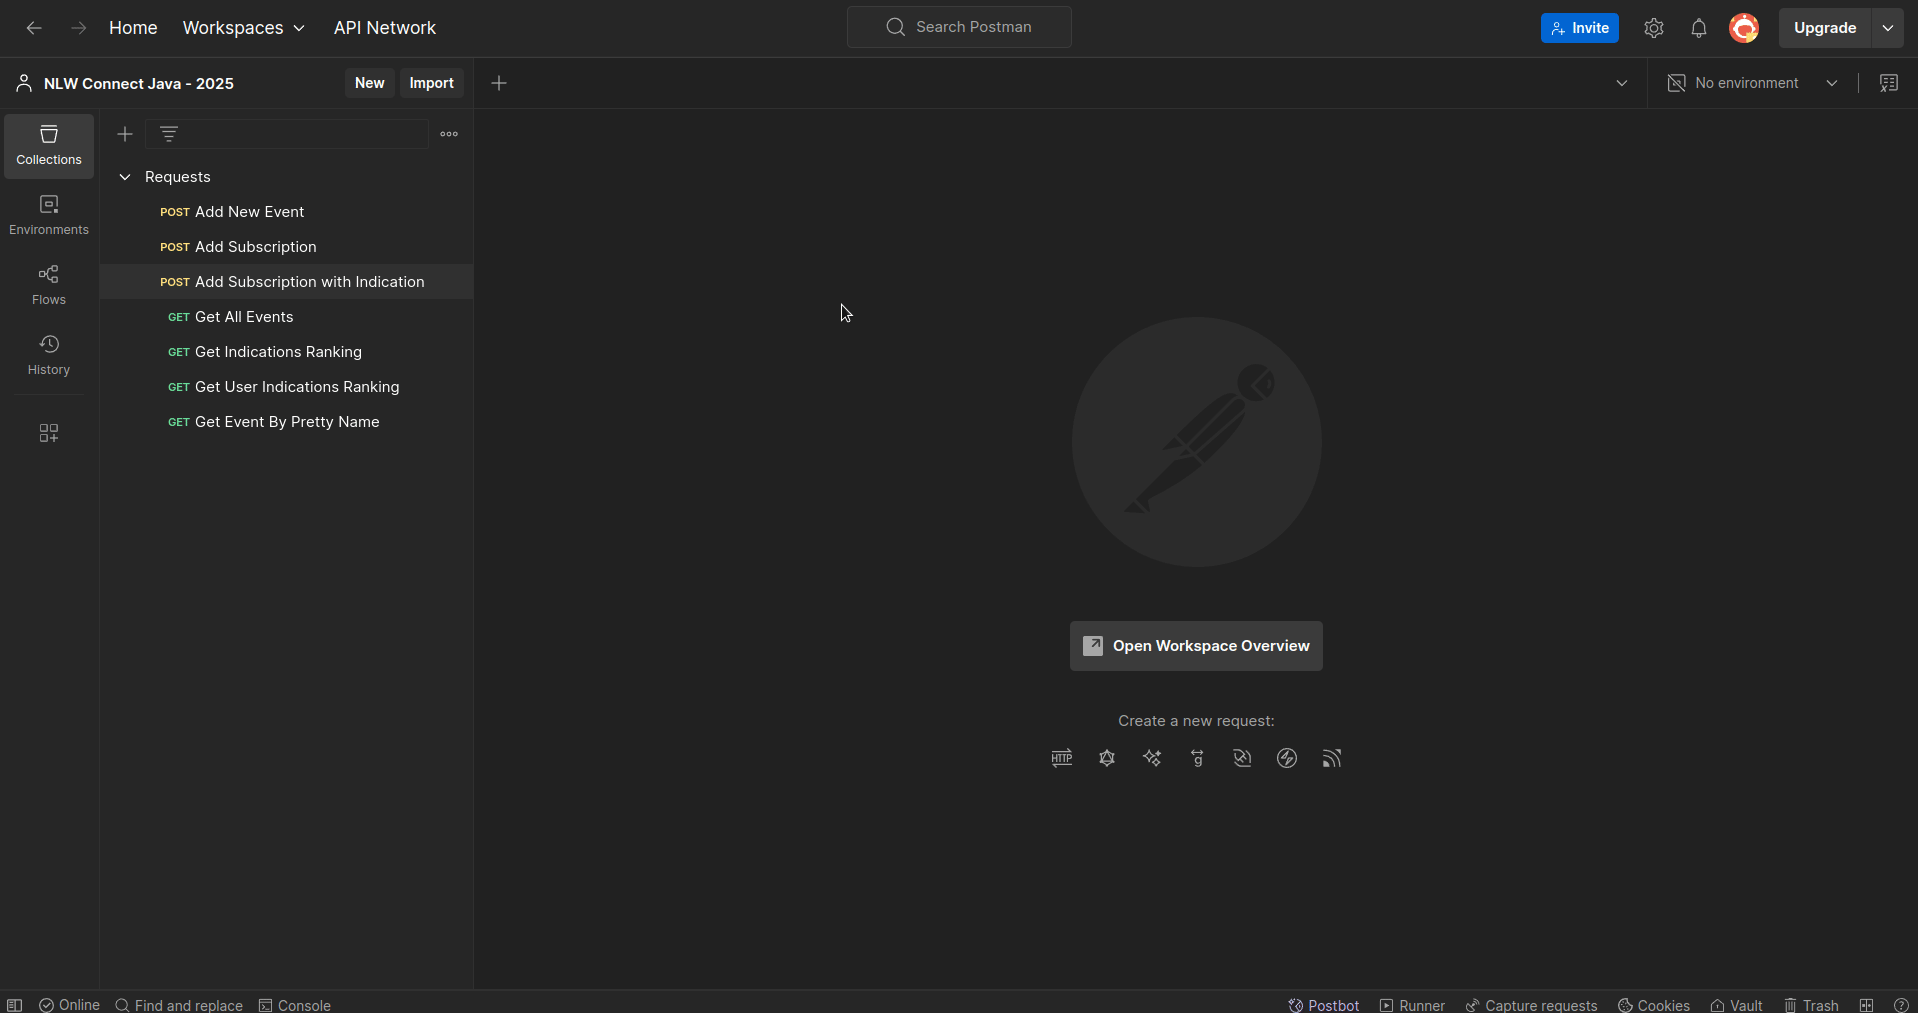 Home Workspaces API Network Search Postman Invite Upgrade
NLW Connect Java - 2025 New Import No environment
Collections
Environments
Flows
History
Requests
POST Add New Event
POST Add Subscription
POST Add Subscription with Indication
GET Get All Events
GET Get Indications Ranking
GET Get User Indications Ranking
GET Get Event By Pretty Name
Open Workspace Overview
Create a new request:
HTTP g
Online Find and replace Console Postbot Runner Capture requests Cookies Vault Trash